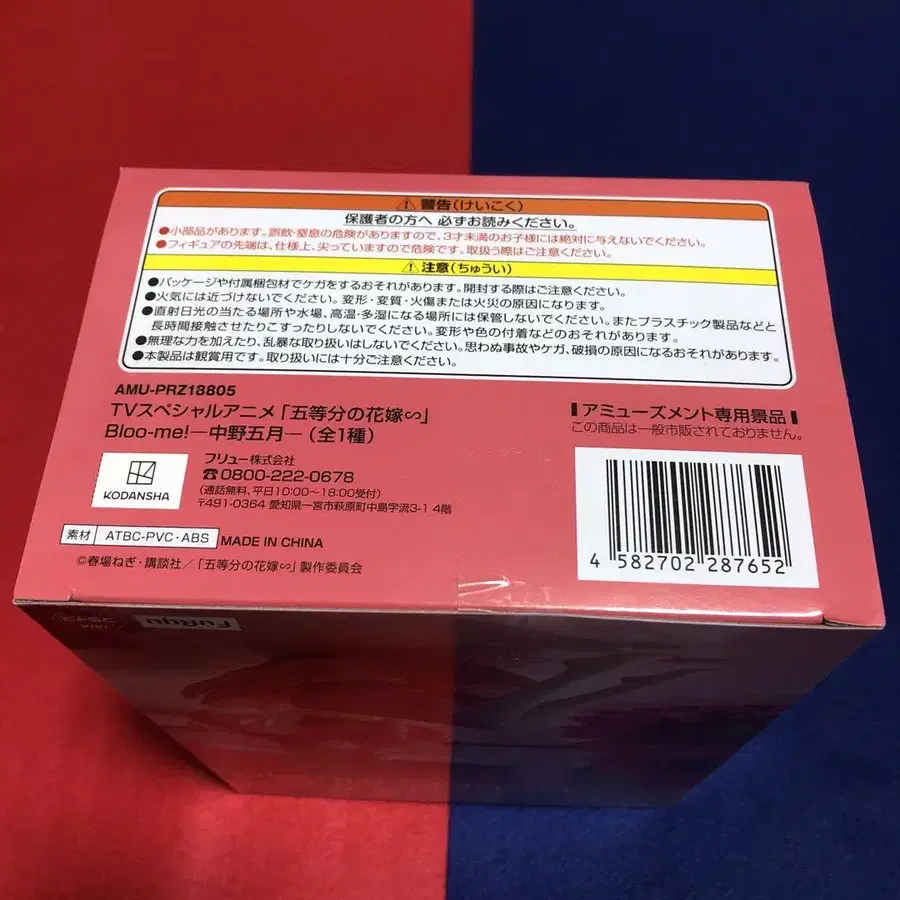 ⚠ 警告(けいこく)
保護者の方へ 必ずお読みください。
●小部品があります。誤飲・窒息の危険がありますので、3才未満のお子様には絶対に与えないでください。
●フィギュアの先端は、仕様上、尖っていますので危険です。取扱う際はご注意ください。
⚠ 注意(ちゅうい)
●パッケージや付属梱包材でケガをするおそれがあります。開封する際はご注意ください。
●火気には近づけないでください。変形・変質・火傷または火災の原因になります。
●直射日光の当たる場所や水場、高温・多湿になる場所には保管しないでください。またプラスチック製品などと
長時間接触させたりこすったりしないでください。変形や色の付着などのおそれがあります。
●無理な力を加えたり、乱暴な取り扱いはしないでください。思わぬ事故やケガ、破損の原因になるおそれがあります。
●本製品は観賞用です。取り扱いには十分ご注意ください。
AMU-PRZ18805
TVスペシャルアニメ「五等分の花嫁∽」
Bloo-me!―中野五月―(全1種)
アミューズメント専用景品
この商品は一般市販されておりません。
KODANSHA
フリュー株式会社
☎0800-222-0678
(通話無料、平日10:00～18:00受付)
〒491-0364 愛知県一宮市萩原町中島字流3-1 4階
素材 ATBC-PVC・ABS MADE IN CHINA
©春場ねぎ・講談社/「五等分の花嫁∽」製作委員会
4 582702 287652
FuRyu